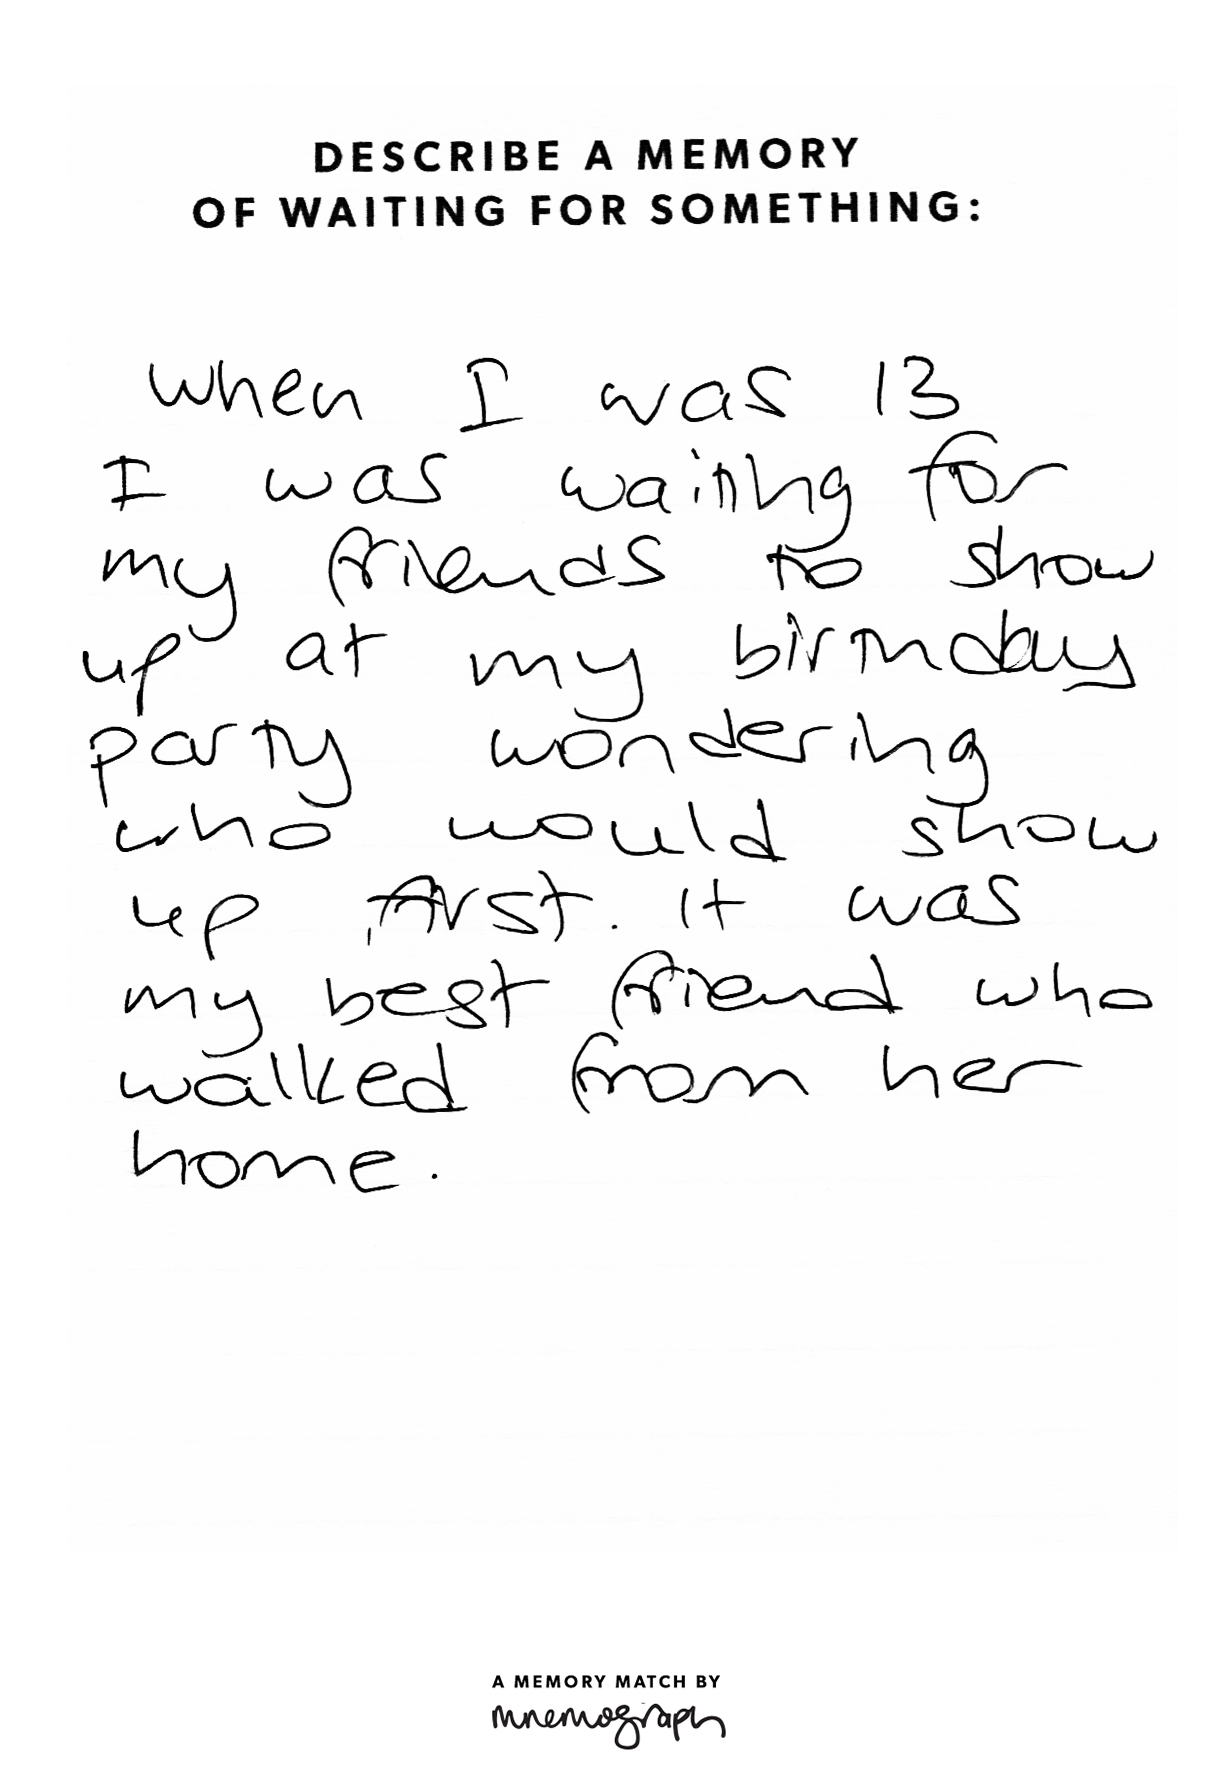 DESCRIBE A MEMORY
OF WAITING FOR SOMETHING:
when I was 13
I was waiting for
my friends to show
up at my birthday
party wondering
who would show
up first. It was
my best friend who
walked from her
home.
A MEMORY MATCH BY
mnemograph